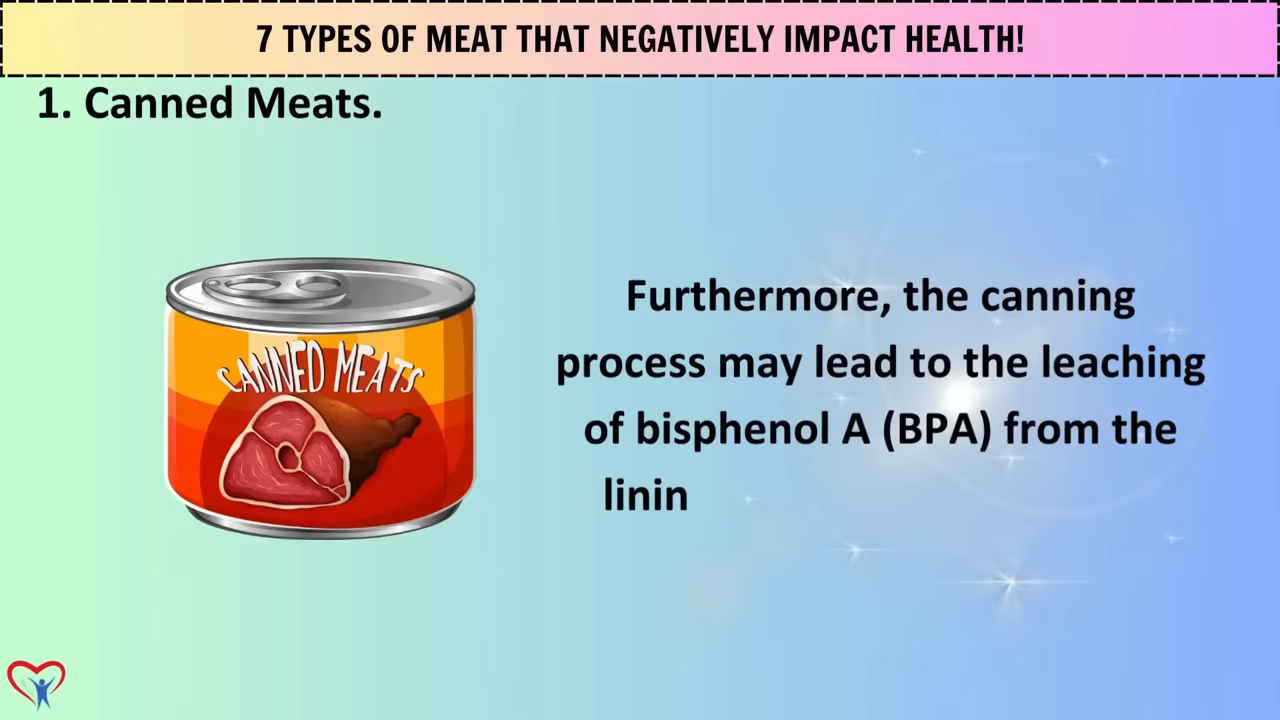 7 TYPES OF MEAT THAT NEGATIVELY IMPACT HEALTH!
1. Canned Meats.
CANNED MEATS
Furthermore, the canning
process may lead to the leaching
of bisphenol A (BPA) from the
linin